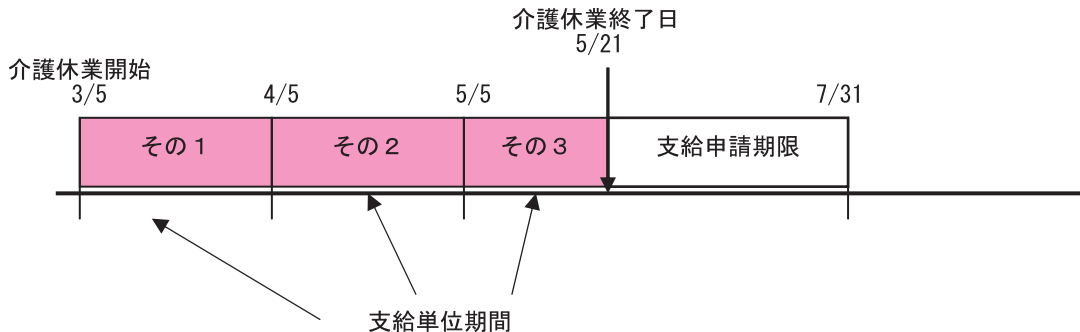 介護休業終了日
5/21
介護休業開始
3/5
4/5
5/5
7/31
その１
その２
その３
支給申請期限
支給単位期間